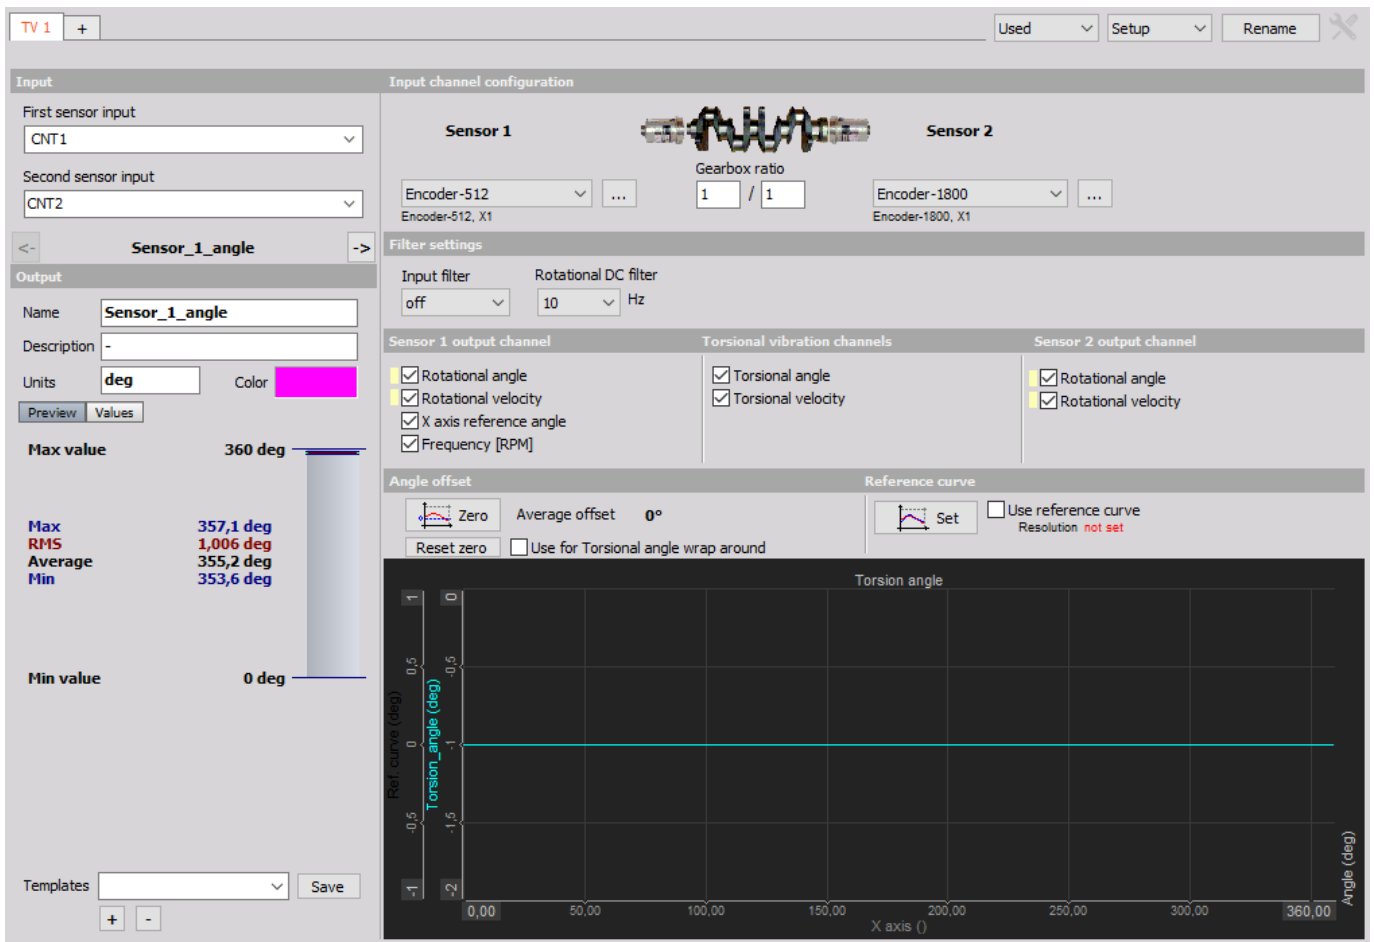 TV 1 +
Used Setup Rename
Input
First sensor input
CNT1
Second sensor input
CNT2
<- Sensor_1_angle ->
Output
Name Sensor_1_angle
Description -
Units deg Color
Preview Values
Max value 360 deg
Max 357,1 deg
RMS 1,006 deg
Average 355,2 deg
Min 353,6 deg
Min value 0 deg
Templates Save
+ -
Input channel configuration
Sensor 1 Sensor 2
Gearbox ratio
Encoder-512 ... 1 / 1 Encoder-1800 ...
Encoder-512, X1 Encoder-1800, X1
Filter settings
Input filter Rotational DC filter
off 10 Hz
Sensor 1 output channel Torsional vibration channels Sensor 2 output channel
Rotational angle Torsional angle Rotational angle
Rotational velocity Torsional velocity Rotational velocity
X axis reference angle
Frequency [RPM]
Angle offset Reference curve
Zero Average offset 0° Set Use reference curve
Resolution not set
Reset zero Use for Torsional angle wrap around
Torsion angle
1 0
0,5 -0,5
0 -1
-0,5 -1,5
-1 -2
Ref. curve (deg)
Torsion_angle (deg)
0,00 50,00 100,00 150,00 200,00 250,00 300,00 360,00
X axis ()
Angle (deg)